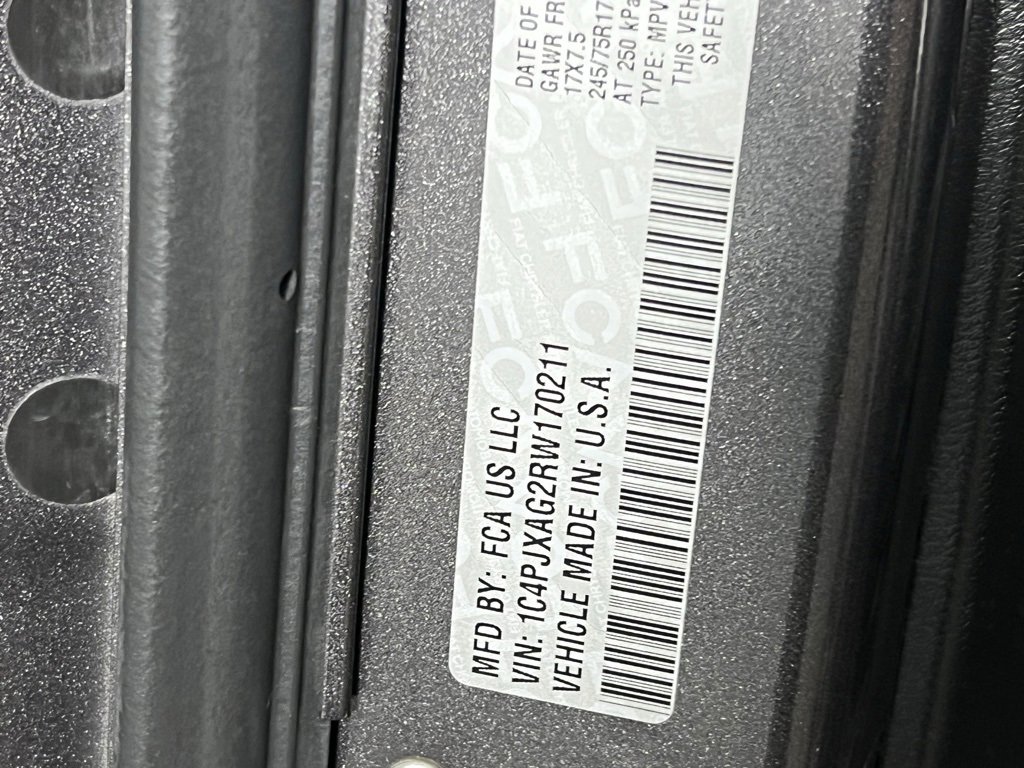 MFD BY: FCA US LLC
DATE OF
VIN: 1C4PJXAG2RW170211
GAWR FR
VEHICLE MADE IN: U.S.A.
17X7.5
245/75R17
AT 250 kPa
TYPE: MPV
THIS VEH
SAFET